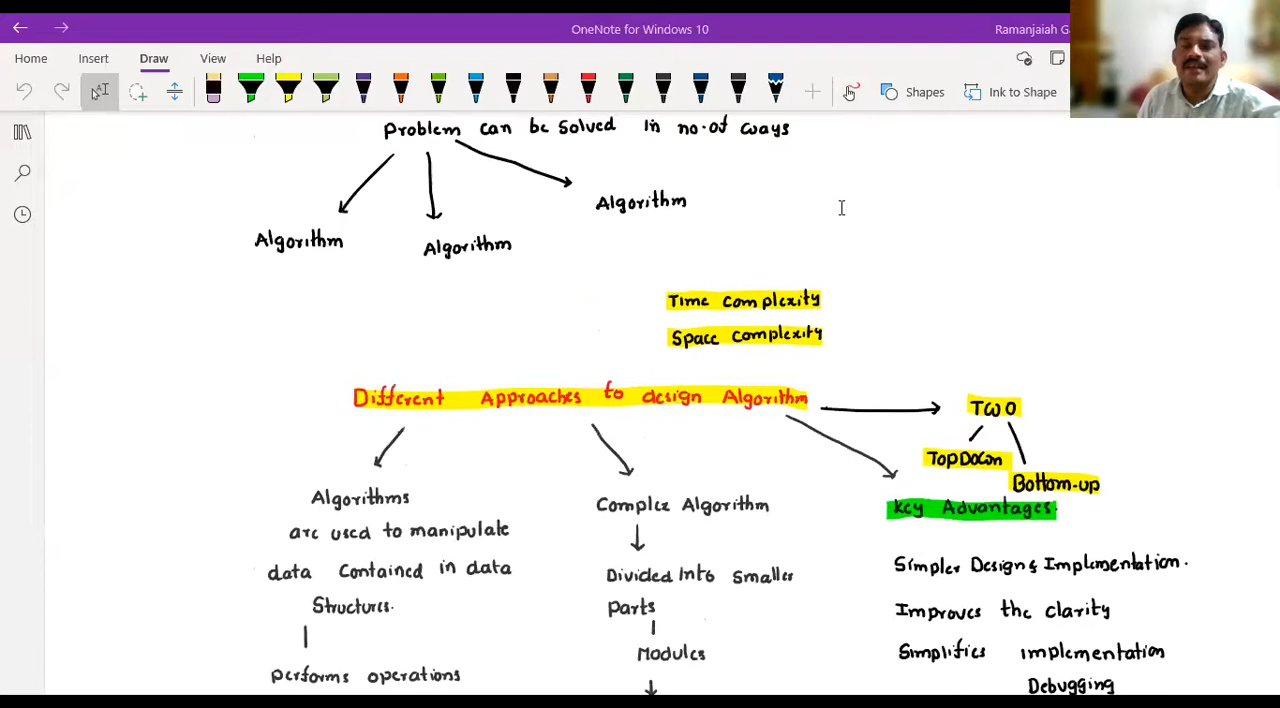 OneNote for Windows 10
Ramanjaiah G
Home Insert Draw View Help
Shapes Ink to Shape
Problem can be solved in no.of ways
Algorithm
Algorithm Algorithm
Time complexity
Space complexity
Different Approaches to design Algorithm
TWO
TopDown
Bottom-up
Key Advantages.
Algorithms
are used to manipulate
data contained in data
Structures.
performs operations
Complex Algorithm
Divided Into smaller
parts
Modules
Simpler Design & Implementation.
Improves the clarity
Simplifies implementation
Debugging